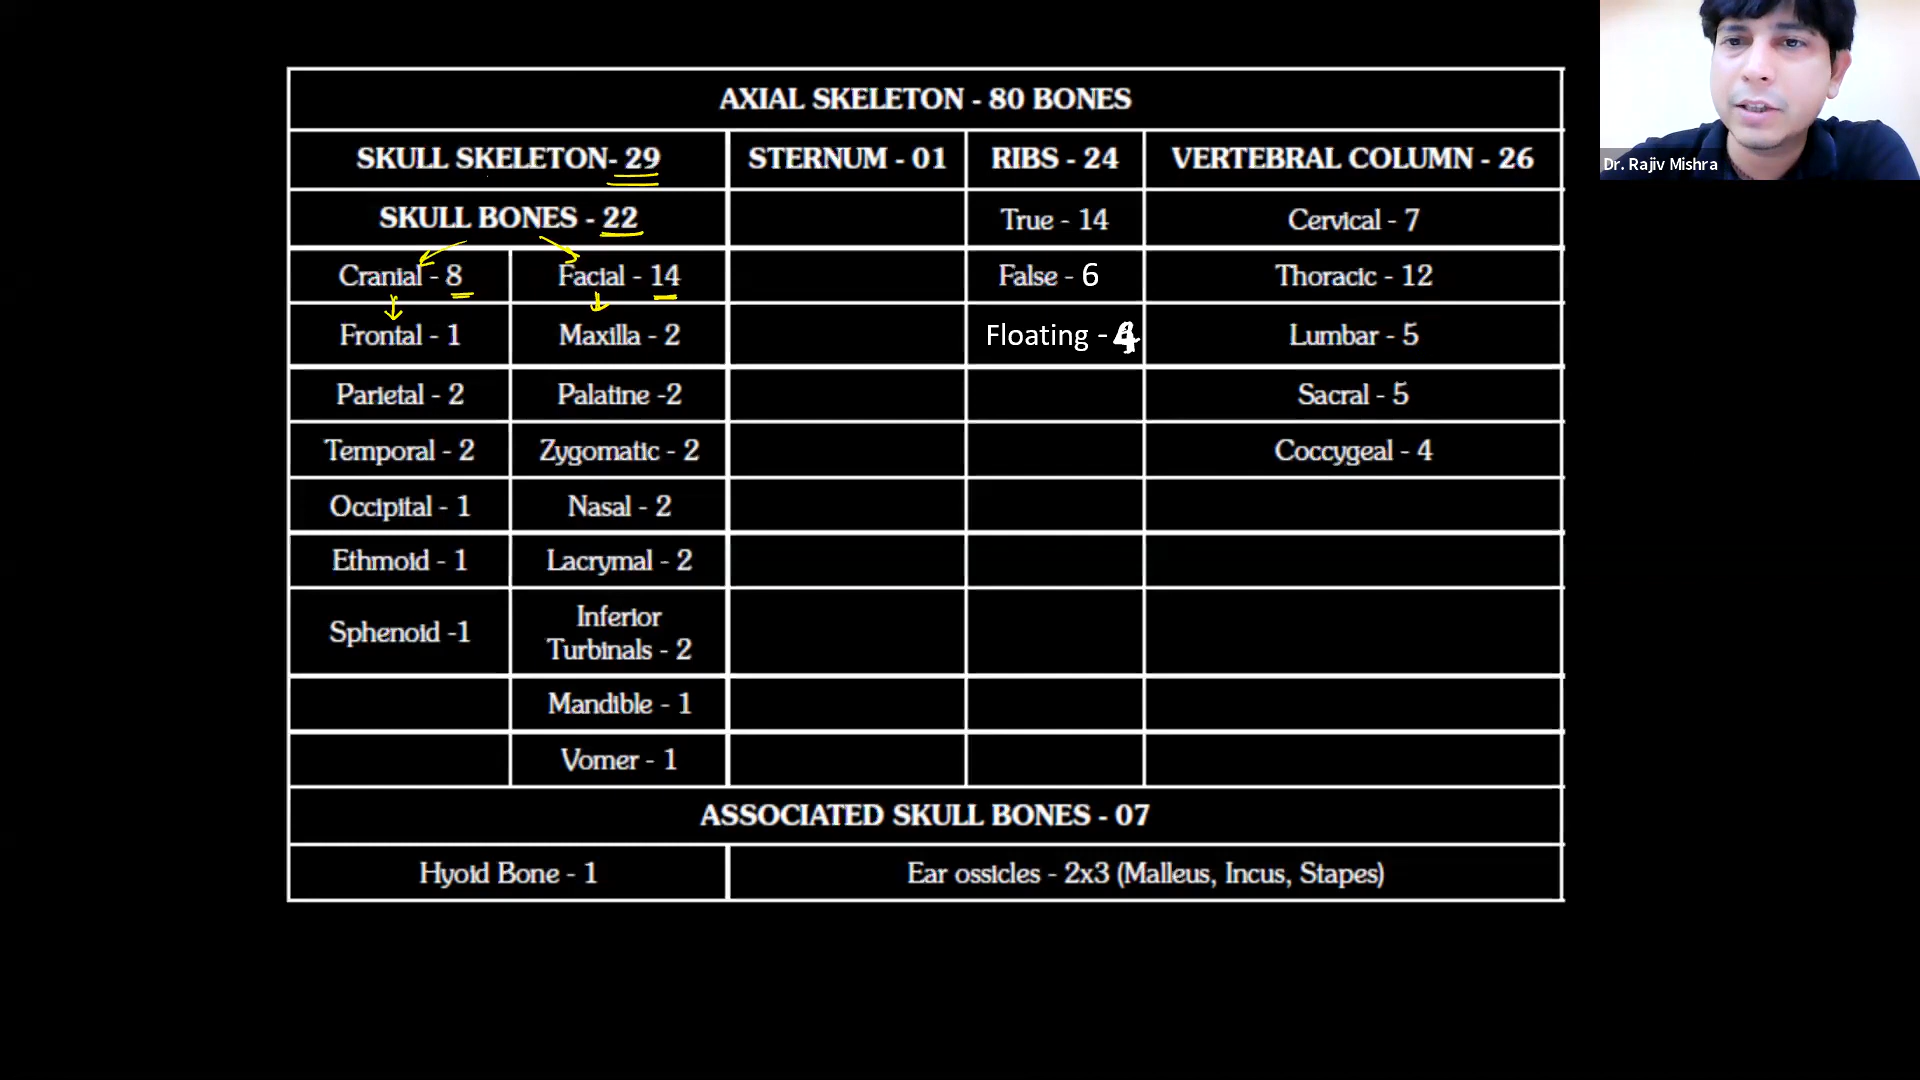 AXIAL SKELETON - 80 BONES
SKULL SKELETON- 29
STERNUM - 01
RIBS - 24
VERTEBRAL COLUMN - 26
SKULL BONES - 22
True - 14
Cervical - 7
Cranial - 8
Facial - 14
False - 6
Thoracic - 12
Frontal - 1
Maxilla - 2
Floating - 4
Lumbar - 5
Parietal - 2
Palatine -2
Sacral - 5
Temporal - 2
Zygomatic - 2
Coccygeal - 4
Occipital - 1
Nasal - 2
Ethmoid - 1
Lacrymal - 2
Sphenoid -1
Inferior
Turbinals - 2
Mandible - 1
Vomer - 1
ASSOCIATED SKULL BONES - 07
Hyoid Bone - 1
Ear ossicles - 2x3 (Malleus, Incus, Stapes)
Dr. Rajiv Mishra